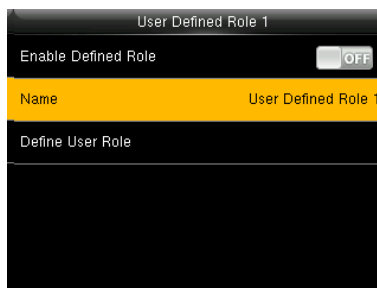 User Defined Role 1
Enable Defined Role OFF
Name User Defined Role 1
Define User Role